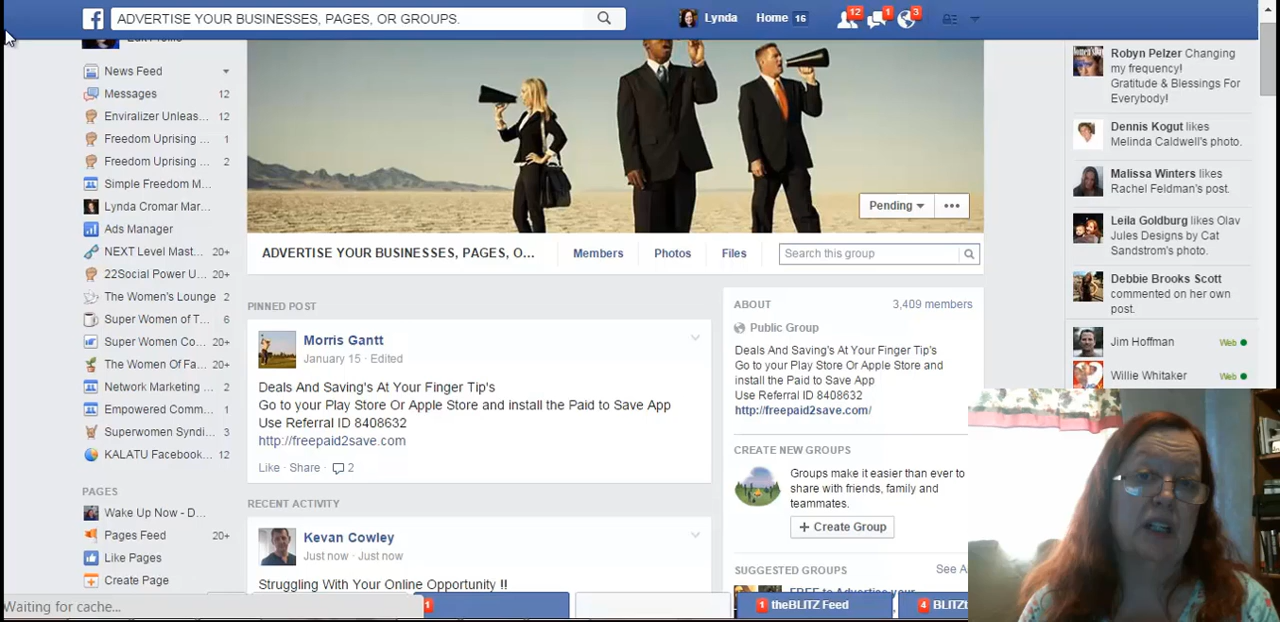 ADVERTISE YOUR BUSINESSES, PAGES, OR GROUPS.
Lynda
Home 16
12
1
3
News Feed
Messages 12
Enviralizer Unleas... 12
Freedom Uprising ... 1
Freedom Uprising ... 2
Simple Freedom M...
Lynda Cromar Mar...
Ads Manager
NEXT Level Mast... 20+
22Social Power U... 20+
The Women's Lounge 2
Super Women of T... 6
Super Women Co... 20+
The Women Of Fa... 20+
Network Marketing ... 2
Empowered Comm... 1
Superwomen Syndi... 3
KALATU Facebook... 12
PAGES
Wake Up Now - D...
Pages Feed 20+
Like Pages
Create Page
Waiting for cache...
Pending
ADVERTISE YOUR BUSINESSES, PAGES, O...
Members
Photos
Files
Search this group
PINNED POST
Morris Gantt
January 15 · Edited
Deals And Saving's At Your Finger Tip's
Go to your Play Store Or Apple Store and install the Paid to Save App
Use Referral ID 8408632
http://freepaid2save.com
Like · Share · 2
RECENT ACTIVITY
Kevan Cowley
Just now · Just now
Struggling With Your Online Opportunity !!
ABOUT
3,409 members
Public Group
Deals And Saving's At Your Finger Tip's
Go to your Play Store Or Apple Store and
install the Paid to Save App
Use Referral ID 8408632
http://freepaid2save.com/
CREATE NEW GROUPS
Groups make it easier than ever to
share with friends, family and
teammates.
+ Create Group
SUGGESTED GROUPS
See A
FREE to Advertise your
1
1 theBLITZ Feed
4
Robyn Pelzer Changing
my frequency!
Gratitude & Blessings For
Everybody!
Dennis Kogut likes
Melinda Caldwell's photo.
Malissa Winters likes
Rachel Feldman's post.
Leila Goldburg likes Olav
Jules Designs by Cat
Sandstrom's photo.
Debbie Brooks Scott
commented on her own
post.
Jim Hoffman Web
Willie Whitaker Web